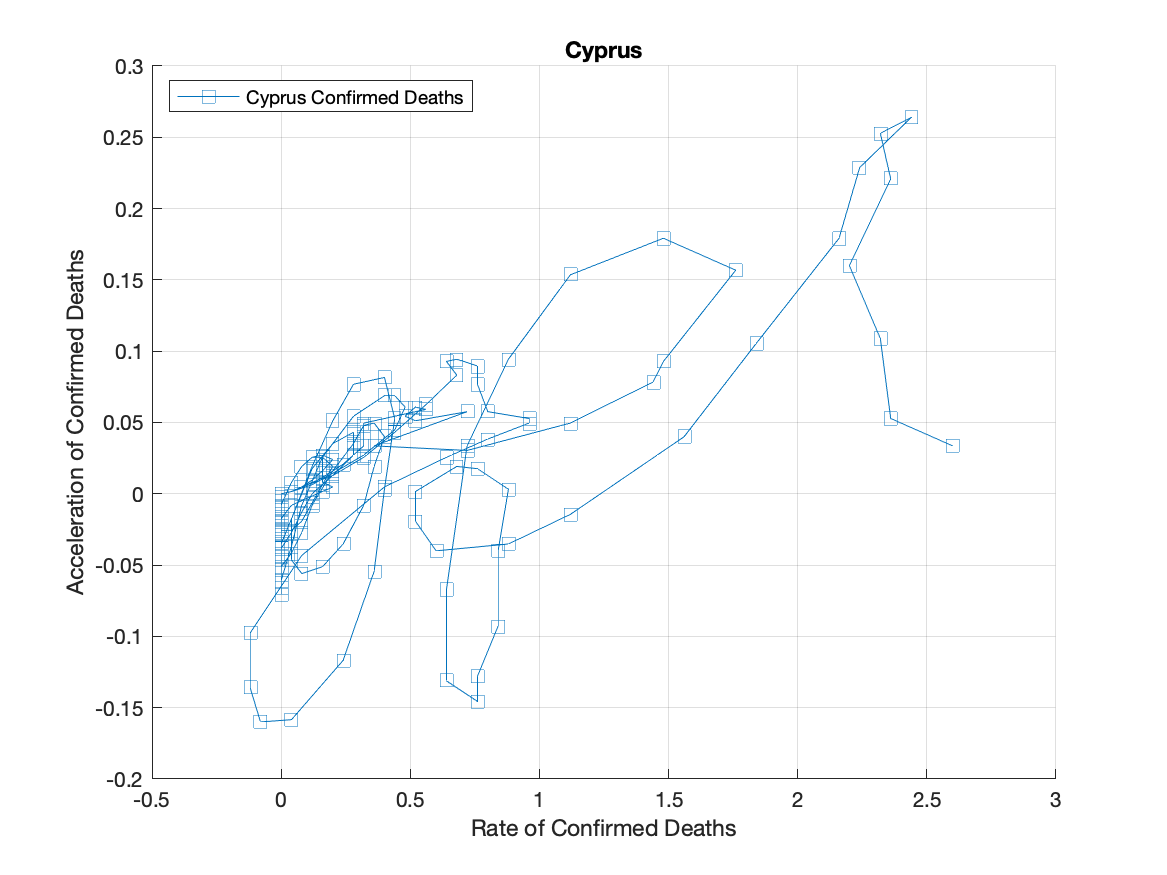 Cyprus
0.3
Cyprus Confirmed Deaths
0.25
0.2
0.15
0.1
0.05
0
-0.05
-0.1
-0.15
-0.2
Acceleration of Confirmed Deaths
-0.5 0 0.5 1 1.5 2 2.5 3
Rate of Confirmed Deaths